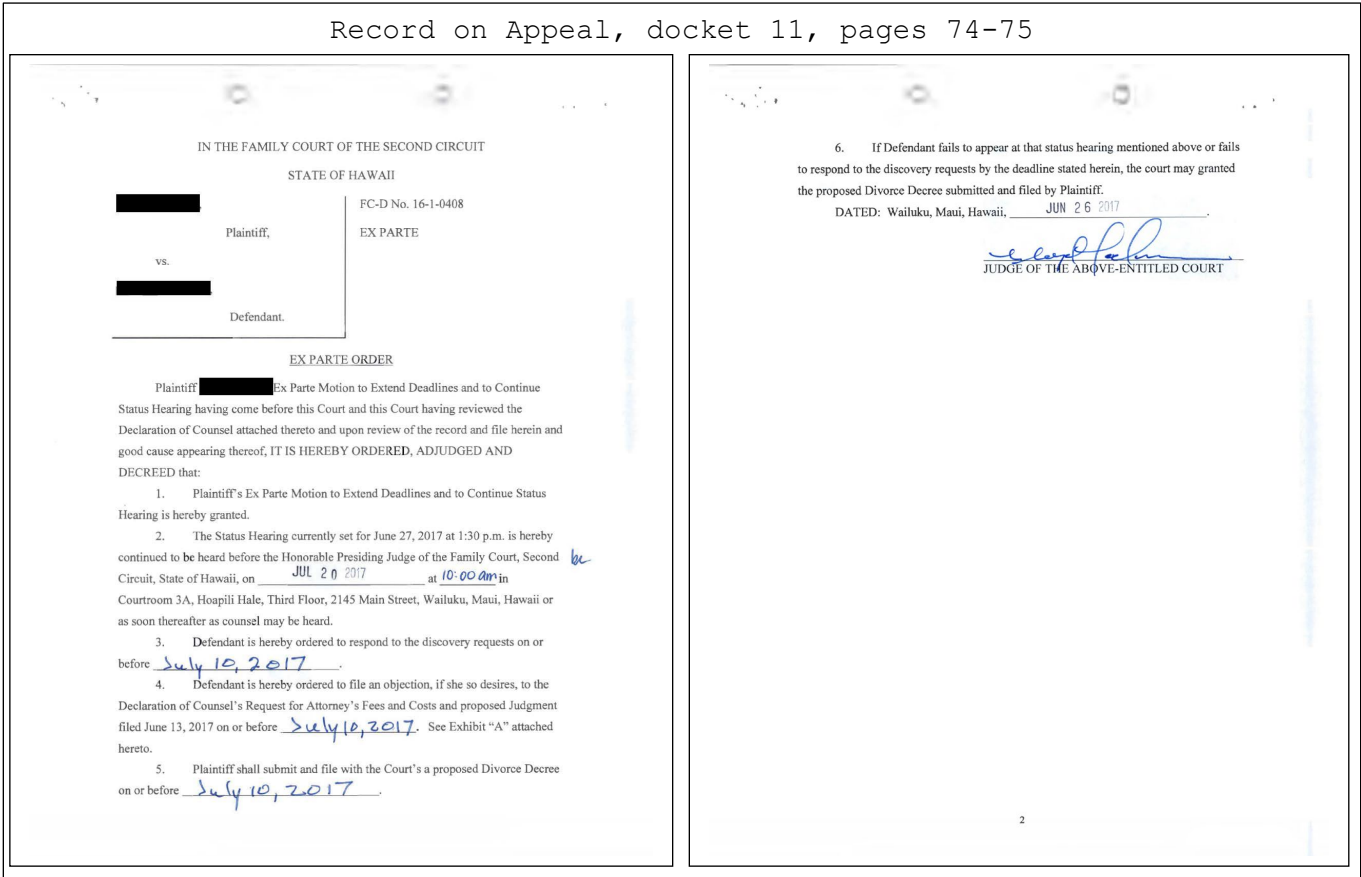 Record on Appeal, docket 11, pages 74-75
IN THE FAMILY COURT OF THE SECOND CIRCUIT
STATE OF HAWAII
FC-D No. 16-1-0408
Plaintiff,
EX PARTE
vs.
Defendant.
EX PARTE ORDER
Plaintiff Ex Parte Motion to Extend Deadlines and to Continue
Status Hearing having come before this Court and this Court having reviewed the
Declaration of Counsel attached thereto and upon review of the record and file herein and
good cause appearing thereof, IT IS HEREBY ORDERED, ADJUDGED AND
DECREED that:
1. Plaintiff's Ex Parte Motion to Extend Deadlines and to Continue Status
Hearing is hereby granted.
2. The Status Hearing currently set for June 27, 2017 at 1:30 p.m. is hereby
continued to be heard before the Honorable Presiding Judge of the Family Court, Second be
Circuit, State of Hawaii, on JUL 20 2017 at 10:00 am in
Courtroom 3A, Hoapili Hale, Third Floor, 2145 Main Street, Wailuku, Maui, Hawaii or
as soon thereafter as counsel may be heard.
3. Defendant is hereby ordered to respond to the discovery requests on or
before July 10, 2017.
4. Defendant is hereby ordered to file an objection, if she so desires, to the
Declaration of Counsel's Request for Attorney's Fees and Costs and proposed Judgment
filed June 13, 2017 on or before July 10, 2017. See Exhibit "A" attached
hereto.
5. Plaintiff shall submit and file with the Court's a proposed Divorce Decree
on or before July 10, 2017.
6. If Defendant fails to appear at that status hearing mentioned above or fails
to respond to the discovery requests by the deadline stated herein, the court may granted
the proposed Divorce Decree submitted and filed by Plaintiff.
DATED: Wailuku, Maui, Hawaii, JUN 26 2017.
JUDGE OF THE ABOVE-ENTITLED COURT
2